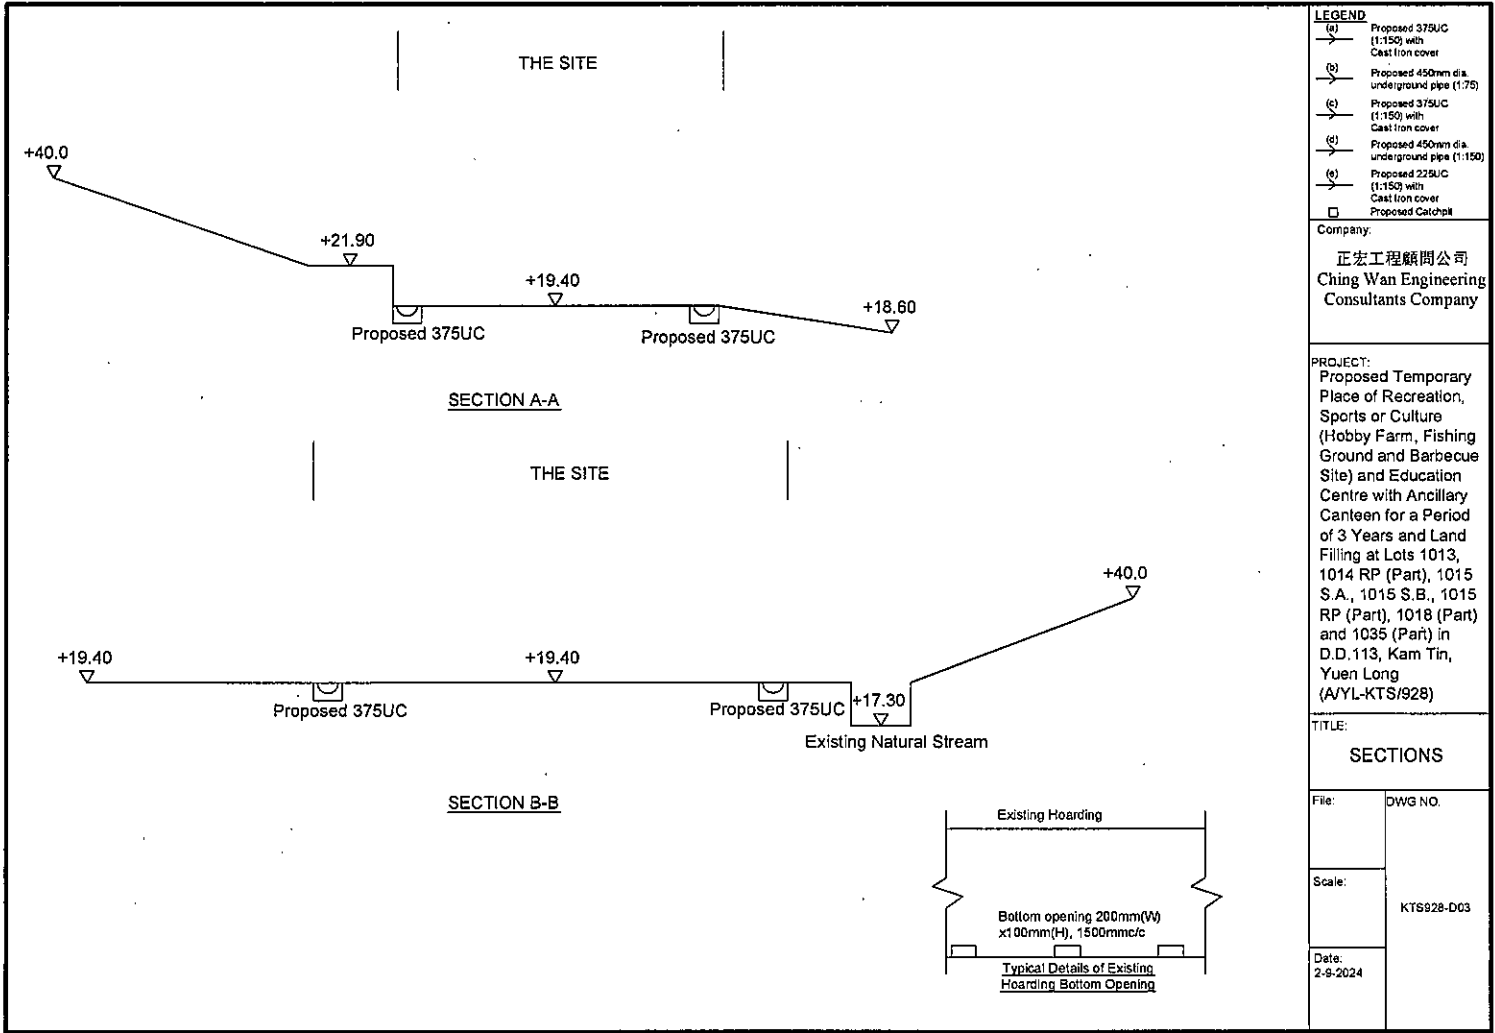 THE SITE
+40.0
+21.90
+19.40
+18.60
Proposed 375UC
Proposed 375UC
SECTION A-A
THE SITE
+40.0
+19.40
+19.40
+17.30
Proposed 375UC
Proposed 375UC
Existing Natural Stream
SECTION B-B
Existing Hoarding
Bottom opening 200mm(W)
x100mm(H), 1500mmc/c
Typical Details of Existing
Hoarding Bottom Opening
LEGEND
(a)
Proposed 375UC
(1:150) with
Cast Iron cover
(b)
Proposed 450mm dia.
underground pipe (1:75)
(c)
Proposed 375UC
(1:150) with
Cast Iron cover
(d)
Proposed 450mm dia.
underground pipe (1:150)
(e)
Proposed 225UC
(1:150) with
Cast Iron cover
Proposed Catchpit
Company:
正宏工程顧問公司
Ching Wan Engineering
Consultants Company
PROJECT:
Proposed Temporary
Place of Recreation,
Sports or Culture
(Hobby Farm, Fishing
Ground and Barbecue
Site) and Education
Centre with Ancillary
Canteen for a Period
of 3 Years and Land
Filling at Lots 1013,
1014 RP (Part), 1015
S.A., 1015 S.B., 1015
RP (Part), 1018 (Part)
and 1035 (Part) in
D.D.113, Kam Tin,
Yuen Long
(A/YL-KTS/928)
TITLE:
SECTIONS
File:
DWG NO.
Scale:
KTS928-D03
Date:
2-9-2024